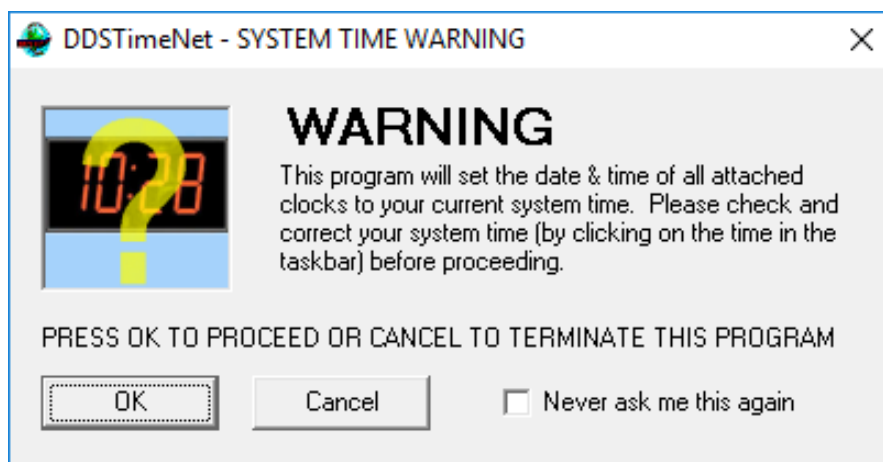 DDSTimeNet - SYSTEM TIME WARNING
10:28
?
WARNING
This program will set the date & time of all attached
clocks to your current system time.  Please check and
correct your system time (by clicking on the time in the
taskbar) before proceeding.
PRESS OK TO PROCEED OR CANCEL TO TERMINATE THIS PROGRAM
OK
Cancel
Never ask me this again